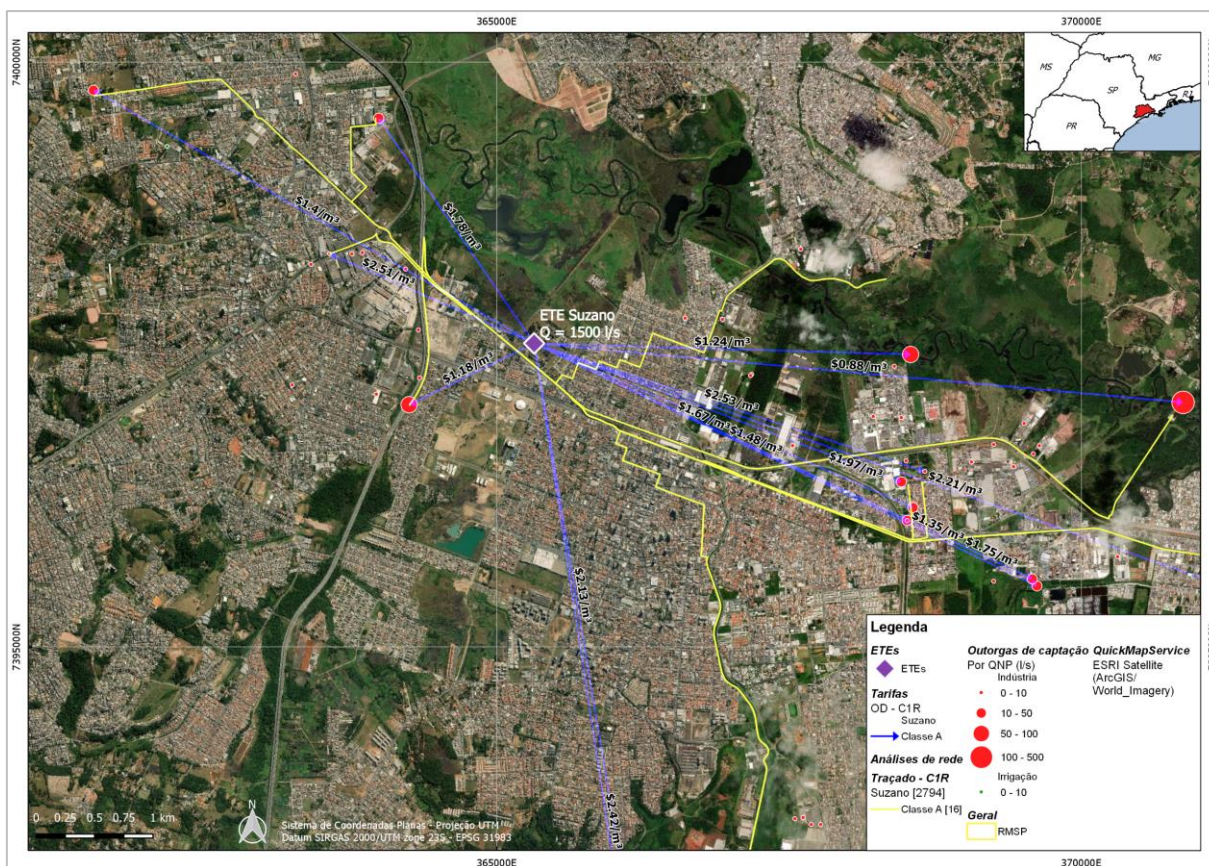 365000E
370000E
7400000N
MS
MG
SP
RJ
PR
$1.4/m³
$1.78/m³
$2.51/m³
ETE Suzano
Q = 1500 l/s
$1.24/m³
$0.88/m³
$1.18/m³
$2.53/m³
$1.67/m³
$1.48/m³
$1.97/m³
$2.21/m³
$1.35/m³
$1.75/m³
$2.13/m³
$2.42/m³
7395000N
Legenda
ETEs
ETEs
Tarifas
OD - C1R
Suzano
Classe A
Análises de rede
Traçado - C1R
Suzano [2794]
Classe A [16]
Outorgas de captação
Por QNP (l/s)
Indústria
0 - 10
10 - 50
50 - 100
100 - 500
Irrigação
0 - 10
Geral
RMSP
QuickMapService
ESRI Satellite
(ArcGIS/
World_Imagery)
0 0.25 0.5 0.75 1 km
N
Sistema de Coordenadas Planas - Projeção UTM
Datum SIRGAS 2000/UTM zone 23S - EPSG 31983
365000E
370000E